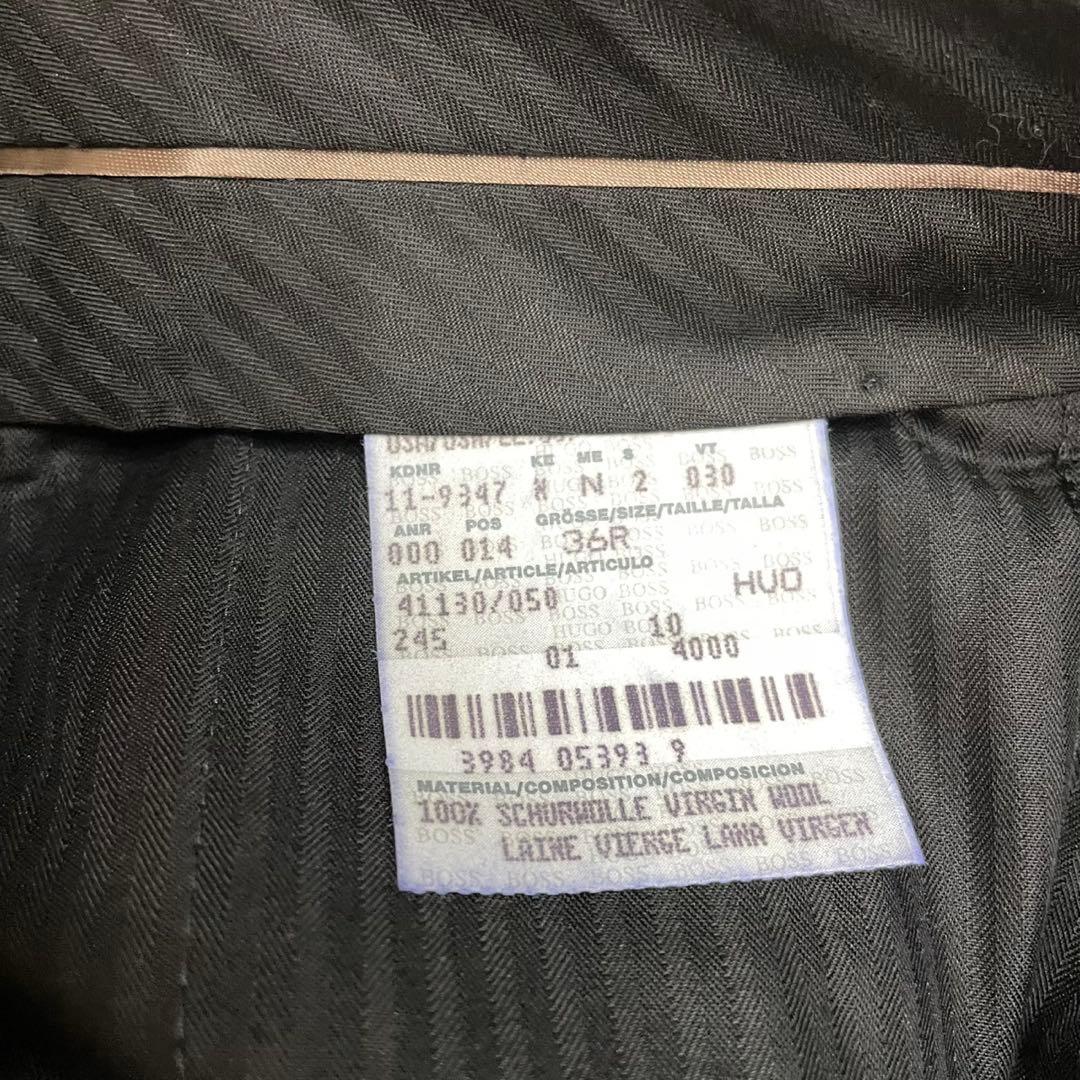 KDNR KE ME S VT
11-9347 N 2 030
ANR POS GRÖSSE/SIZE/TAILLE/TALLA
000 014 36R
ARTIKEL/ARTICLE/ARTICULO
41130/050 HUO
245 10
01 4000
3984 05393 9
MATERIAL/COMPOSITION/COMPOSICION
100% SCHURWOLLE VIRGIN WOOL
LAINE VIERGE LANA VIRGEN